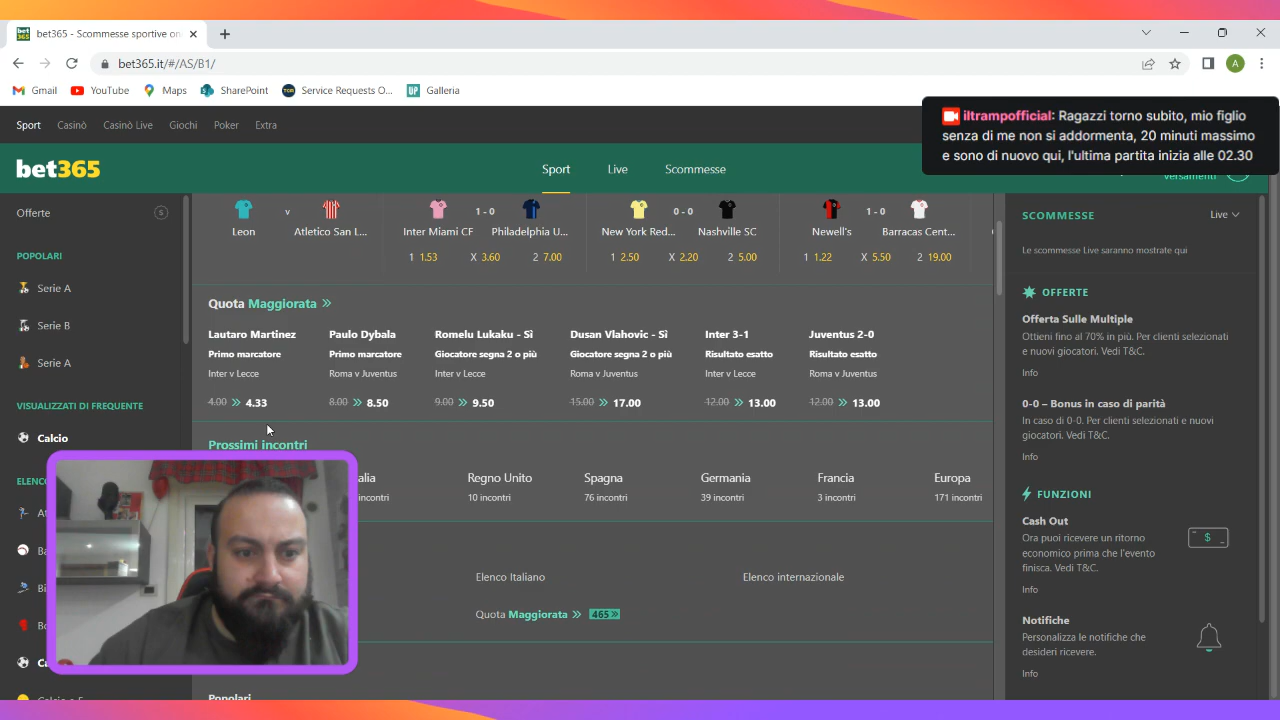 bet365 - Scommesse sportive on
bet365.it/#/AS/B1/
A
Gmail
YouTube
Maps
SharePoint
Service Requests O...
Galleria
iltrampofficial: Ragazzi torno subito, mio figlio
senza di me non si addormenta, 20 minuti massimo
e sono di nuovo qui, l'ultima partita inizia alle 02.30
Sport
Casinò
Casinò Live
Giochi
Poker
Extra
bet365
Sport
Live
Scommesse
Versamenti
Offerte
POPOLARI
Serie A
Serie B
Serie A
VISUALIZZATI DI FREQUENTE
Calcio
Leon
v
Atletico San L...
Inter Miami CF
1 - 0
Philadelphia U...
1 1.53
X 3.60
2 7.00
New York Red...
0 - 0
Nashville SC
1 2.50
X 2.20
2 5.00
Newell's
1 - 0
Barracas Cent...
1 1.22
X 5.50
2 19.00
Quota Maggiorata
Lautaro Martinez
Primo marcatore
Inter v Lecce
4.00 4.33
Paulo Dybala
Primo marcatore
Roma v Juventus
8.00 8.50
Romelu Lukaku - Sì
Giocatore segna 2 o più
Inter v Lecce
9.00 9.50
Dusan Vlahovic - Sì
Giocatore segna 2 o più
Roma v Juventus
15.00 17.00
Inter 3-1
Risultato esatto
Inter v Lecce
12.00 13.00
Juventus 2-0
Risultato esatto
Roma v Juventus
12.00 13.00
Prossimi incontri
alia
incontri
Regno Unito
10 incontri
Spagna
76 incontri
Germania
39 incontri
Francia
3 incontri
Europa
171 incontri
Elenco Italiano
Elenco internazionale
Quota Maggiorata 465
Popolari
SCOMMESSE
Live
Le scommesse Live saranno mostrate qui
OFFERTE
Offerta Sulle Multiple
Ottieni fino al 70% in più. Per clienti selezionati
e nuovi giocatori. Vedi T&C.
Info
0-0 – Bonus in caso di parità
In caso di 0-0. Per clienti selezionati e nuovi
giocatori. Vedi T&C.
Info
FUNZIONI
Cash Out
Ora puoi ricevere un ritorno
economico prima che l'evento
finisca. Vedi T&C.
Info
Notifiche
Personalizza le notifiche che
desideri ricevere.
Info